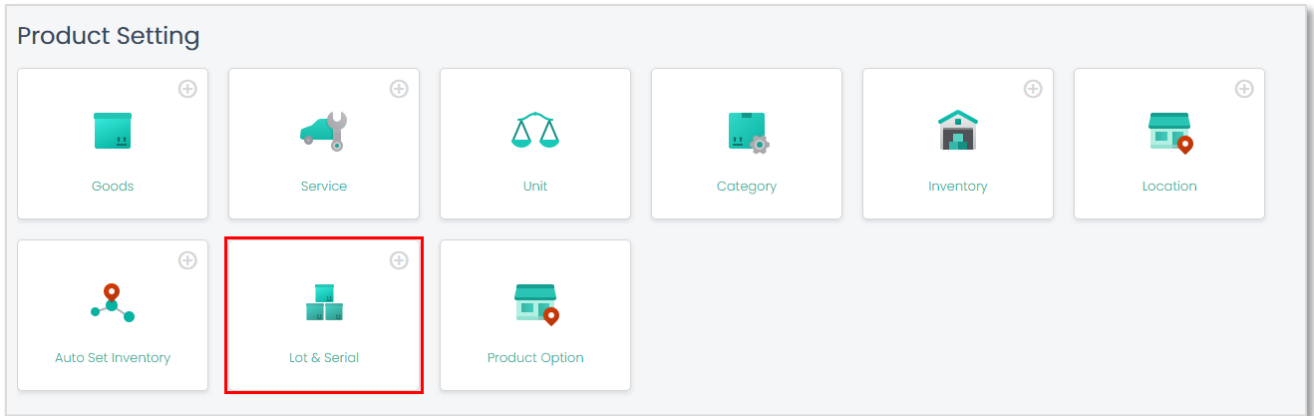 Product Setting
Goods
Service
Unit
Category
Inventory
Location
Auto Set Inventory
Lot & Serial
Product Option